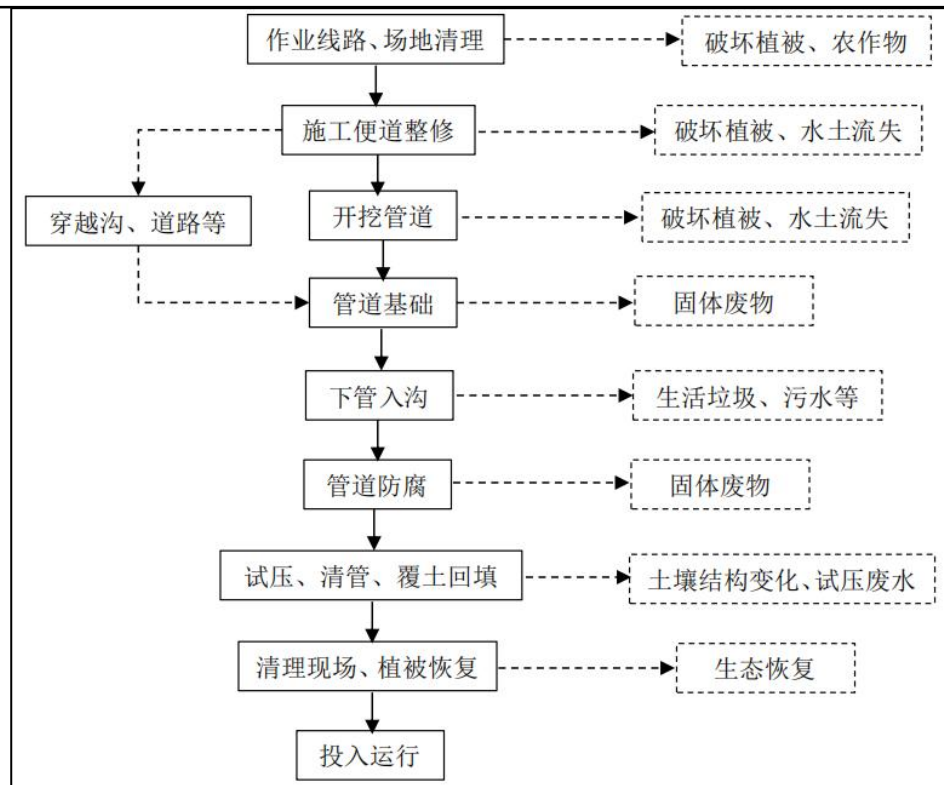 作业线路、场地清理
破坏植被、农作物
施工便道整修
破坏植被、水土流失
穿越沟、道路等
开挖管道
破坏植被、水土流失
管道基础
固体废物
下管入沟
生活垃圾、污水等
管道防腐
固体废物
试压、清管、覆土回填
土壤结构变化、试压废水
清理现场、植被恢复
生态恢复
投入运行